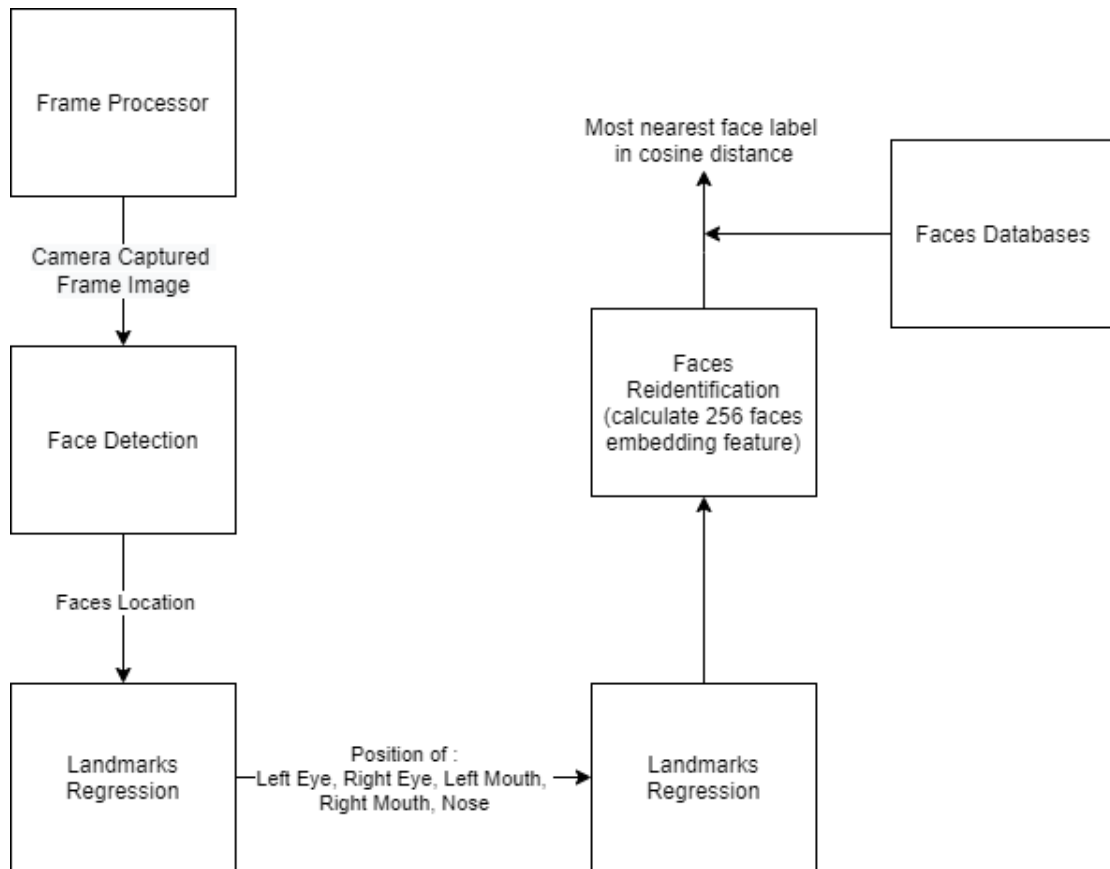 Frame Processor
Camera Captured
Frame Image
Face Detection
Faces Location
Landmarks
Regression
Position of :
Left Eye, Right Eye, Left Mouth,
Right Mouth, Nose
Landmarks
Regression
Faces
Reidentification
(calculate 256 faces
embedding feature)
Most nearest face label
in cosine distance
Faces Databases